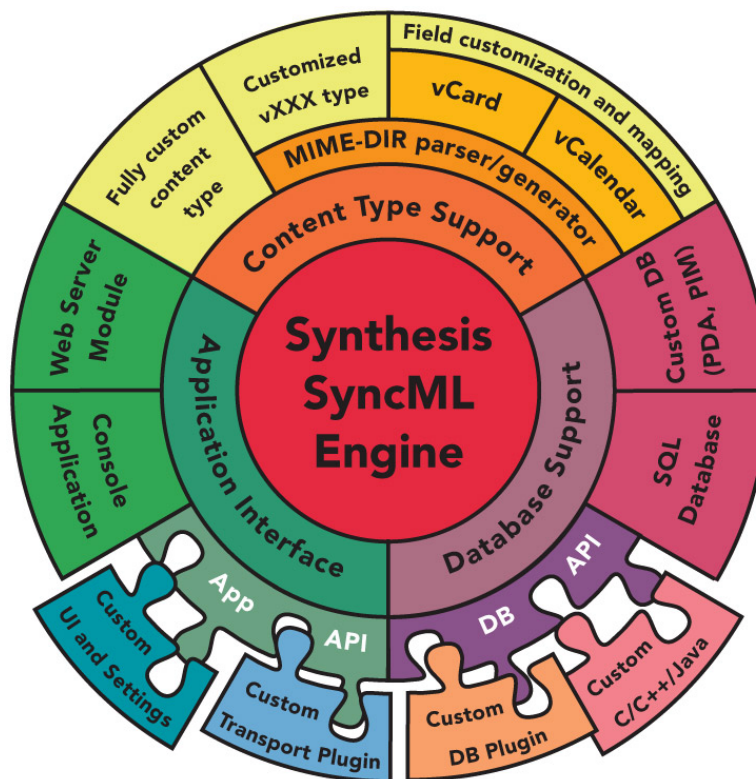 Field customization and mapping
Customized
vXXX type
vCard
vCalendar
Fully custom
content
type
MIME-DIR parser/generator
Content Type Support
Web Server
Module
Custom DB
(PDA, PIM)
Synthesis
SyncML
Engine
Application Interface
Database Support
Console
Application
SQL
Database
App API
DB API
Custom
UI and Settings
Custom
Transport Plugin
Custom
DB Plugin
Custom
C/C++/Java